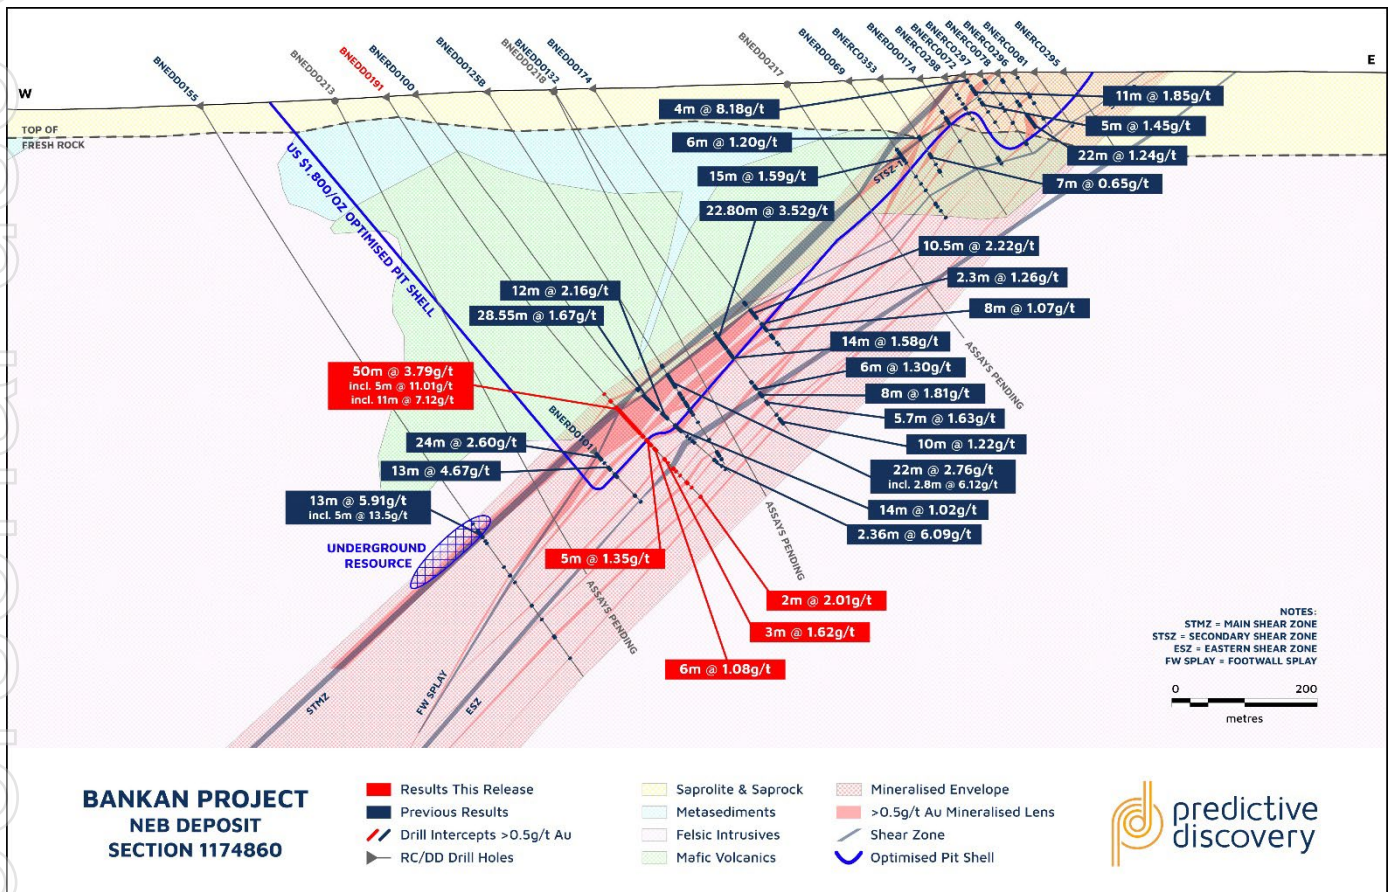 BNEDD0155
BNEDD0213
BNEDD0191
BNERD0100
BNEDD0125B
BNEDD0218
BNEDD0132
BNEDD0174
BNEDD0217
BNERD0069
BNERC0353
BNERD0017A
BNERC0298
BNERC0072
BNERC0297
BNERC0078
BNERC0296
BNERC0081
BNERC0295
W
E
TOP OF
FRESH ROCK
US $1,800/OZ OPTIMISED PIT SHELL
4m @ 8.18g/t
6m @ 1.20g/t
15m @ 1.59g/t
22.80m @ 3.52g/t
11m @ 1.85g/t
5m @ 1.45g/t
22m @ 1.24g/t
7m @ 0.65g/t
STSZ-1
10.5m @ 2.22g/t
2.3m @ 1.26g/t
8m @ 1.07g/t
14m @ 1.58g/t
6m @ 1.30g/t
8m @ 1.81g/t
5.7m @ 1.63g/t
10m @ 1.22g/t
22m @ 2.76g/t
incl. 2.8m @ 6.12g/t
14m @ 1.02g/t
2.36m @ 6.09g/t
12m @ 2.16g/t
28.55m @ 1.67g/t
50m @ 3.79g/t
incl. 5m @ 11.01g/t
incl. 11m @ 7.12g/t
BNERD0101
24m @ 2.60g/t
13m @ 4.67g/t
13m @ 5.91g/t
incl. 5m @ 13.5g/t
UNDERGROUND
RESOURCE
5m @ 1.35g/t
2m @ 2.01g/t
3m @ 1.62g/t
6m @ 1.08g/t
ASSAYS PENDING
ASSAYS PENDING
ASSAYS PENDING
STMZ
FW SPLAY
ESZ
NOTES:
STMZ = MAIN SHEAR ZONE
STSZ = SECONDARY SHEAR ZONE
ESZ = EASTERN SHEAR ZONE
FW SPLAY = FOOTWALL SPLAY
0 200
metres
BANKAN PROJECT
NEB DEPOSIT
SECTION 1174860
Results This Release
Previous Results
Drill Intercepts >0.5g/t Au
RC/DD Drill Holes
Saprolite & Saprock
Metasediments
Felsic Intrusives
Mafic Volcanics
Mineralised Envelope
>0.5g/t Au Mineralised Lens
Shear Zone
Optimised Pit Shell
predictive
discovery